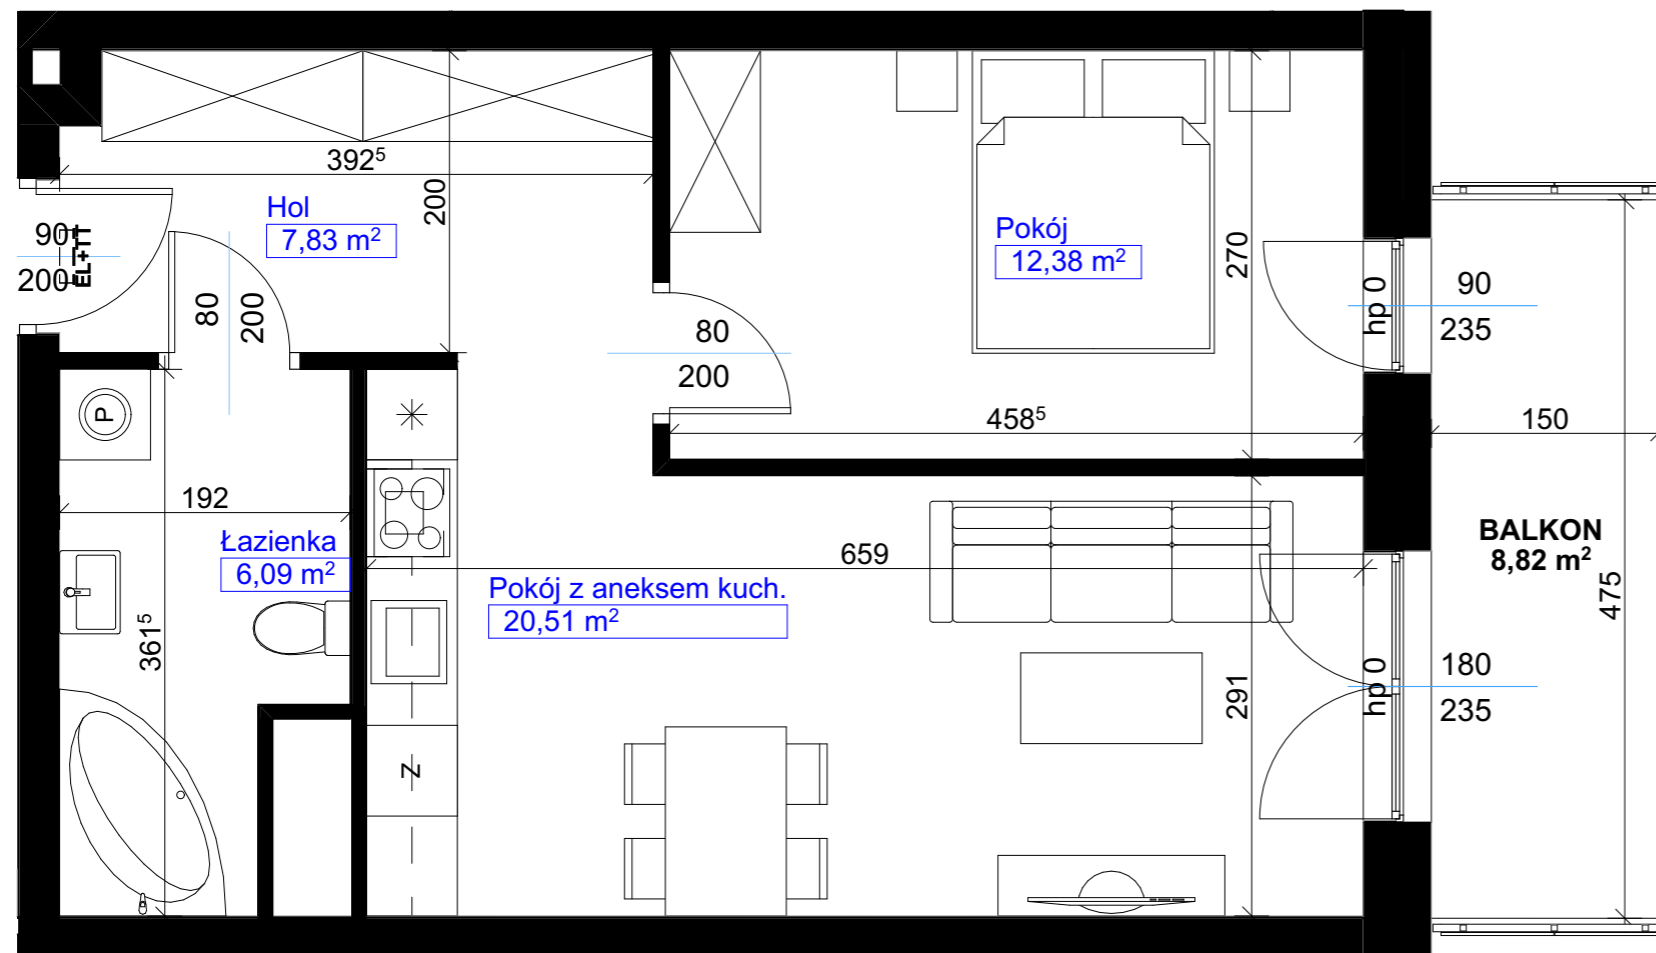 392⁵
200
Hol
7,83 m²
90
200
EL+TT
80
200
Pokój
12,38 m²
270
hp 0
90
235
80
200
458⁵
150
P
192
Łazienka
6,09 m²
361⁵
659
Pokój z aneksem kuch.
20,51 m²
BALKON
8,82 m²
475
291
hp 0
180
235
Z